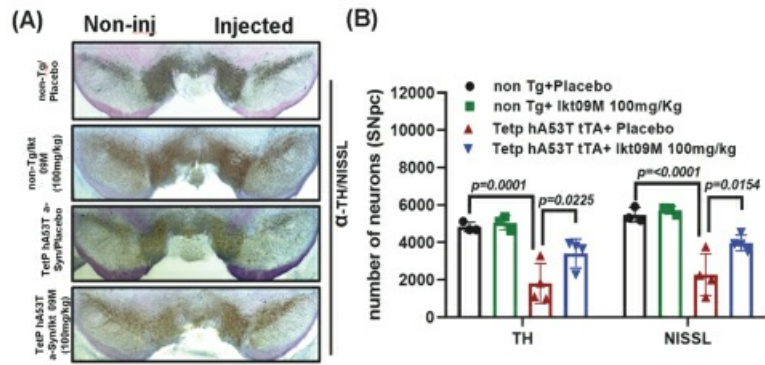 (A)
Non-inj Injected
non-Tg/
Placebo
non-Tg/Ikt
09M
(100mg/kg)
TetP hA53T a-
Syn/Placebo
TetP hA53T
a-Syn/Ikt 09M
(100mg/kg)
α-TH/NISSL
(B)
non Tg+Placebo
non Tg+ Ikt09M 100mg/Kg
Tetp hA53T tTA+ Placebo
Tetp hA53T tTA+ Ikt09M 100mg/kg
number of neurons (SNpc)
12000
10000
8000
6000
4000
2000
0
p=0.0001
p=0.0225
p=<0.0001
p=0.0154
TH
NISSL